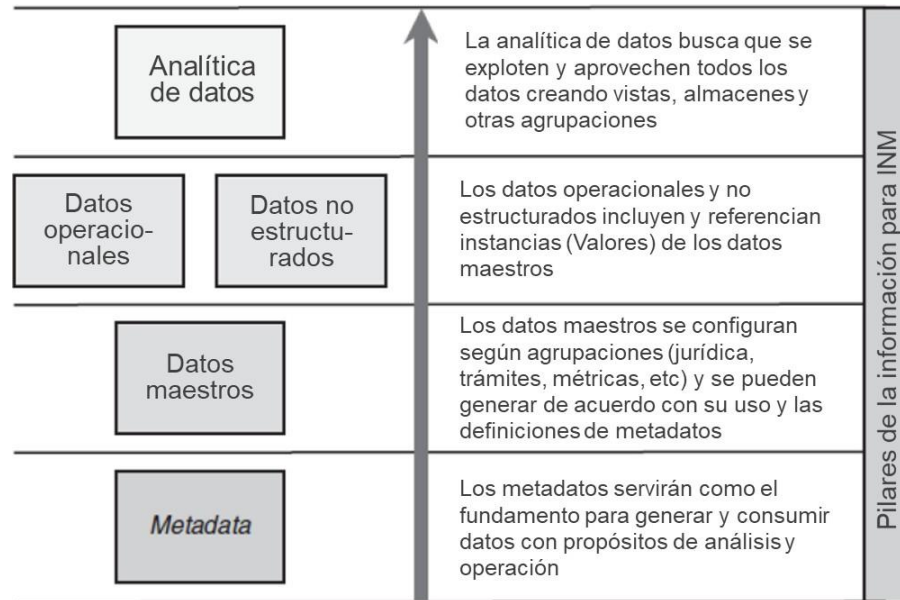 Analítica
de datos
La analítica de datos busca que se
exploten y aprovechen todos los
datos creando vistas, almacenes y
otras agrupaciones
Datos
operacio-
nales
Datos no
estructu-
rados
Los datos operacionales y no
estructurados incluyen y referencian
instancias (Valores) de los datos
maestros
Datos
maestros
Los datos maestros se configuran
según agrupaciones (jurídica,
trámites, métricas, etc) y se pueden
generar de acuerdo con su uso y las
definiciones de metadatos
Metadata
Los metadatos servirán como el
fundamento para generar y consumir
datos con propósitos de análisis y
operación
Pilares de la información para INM